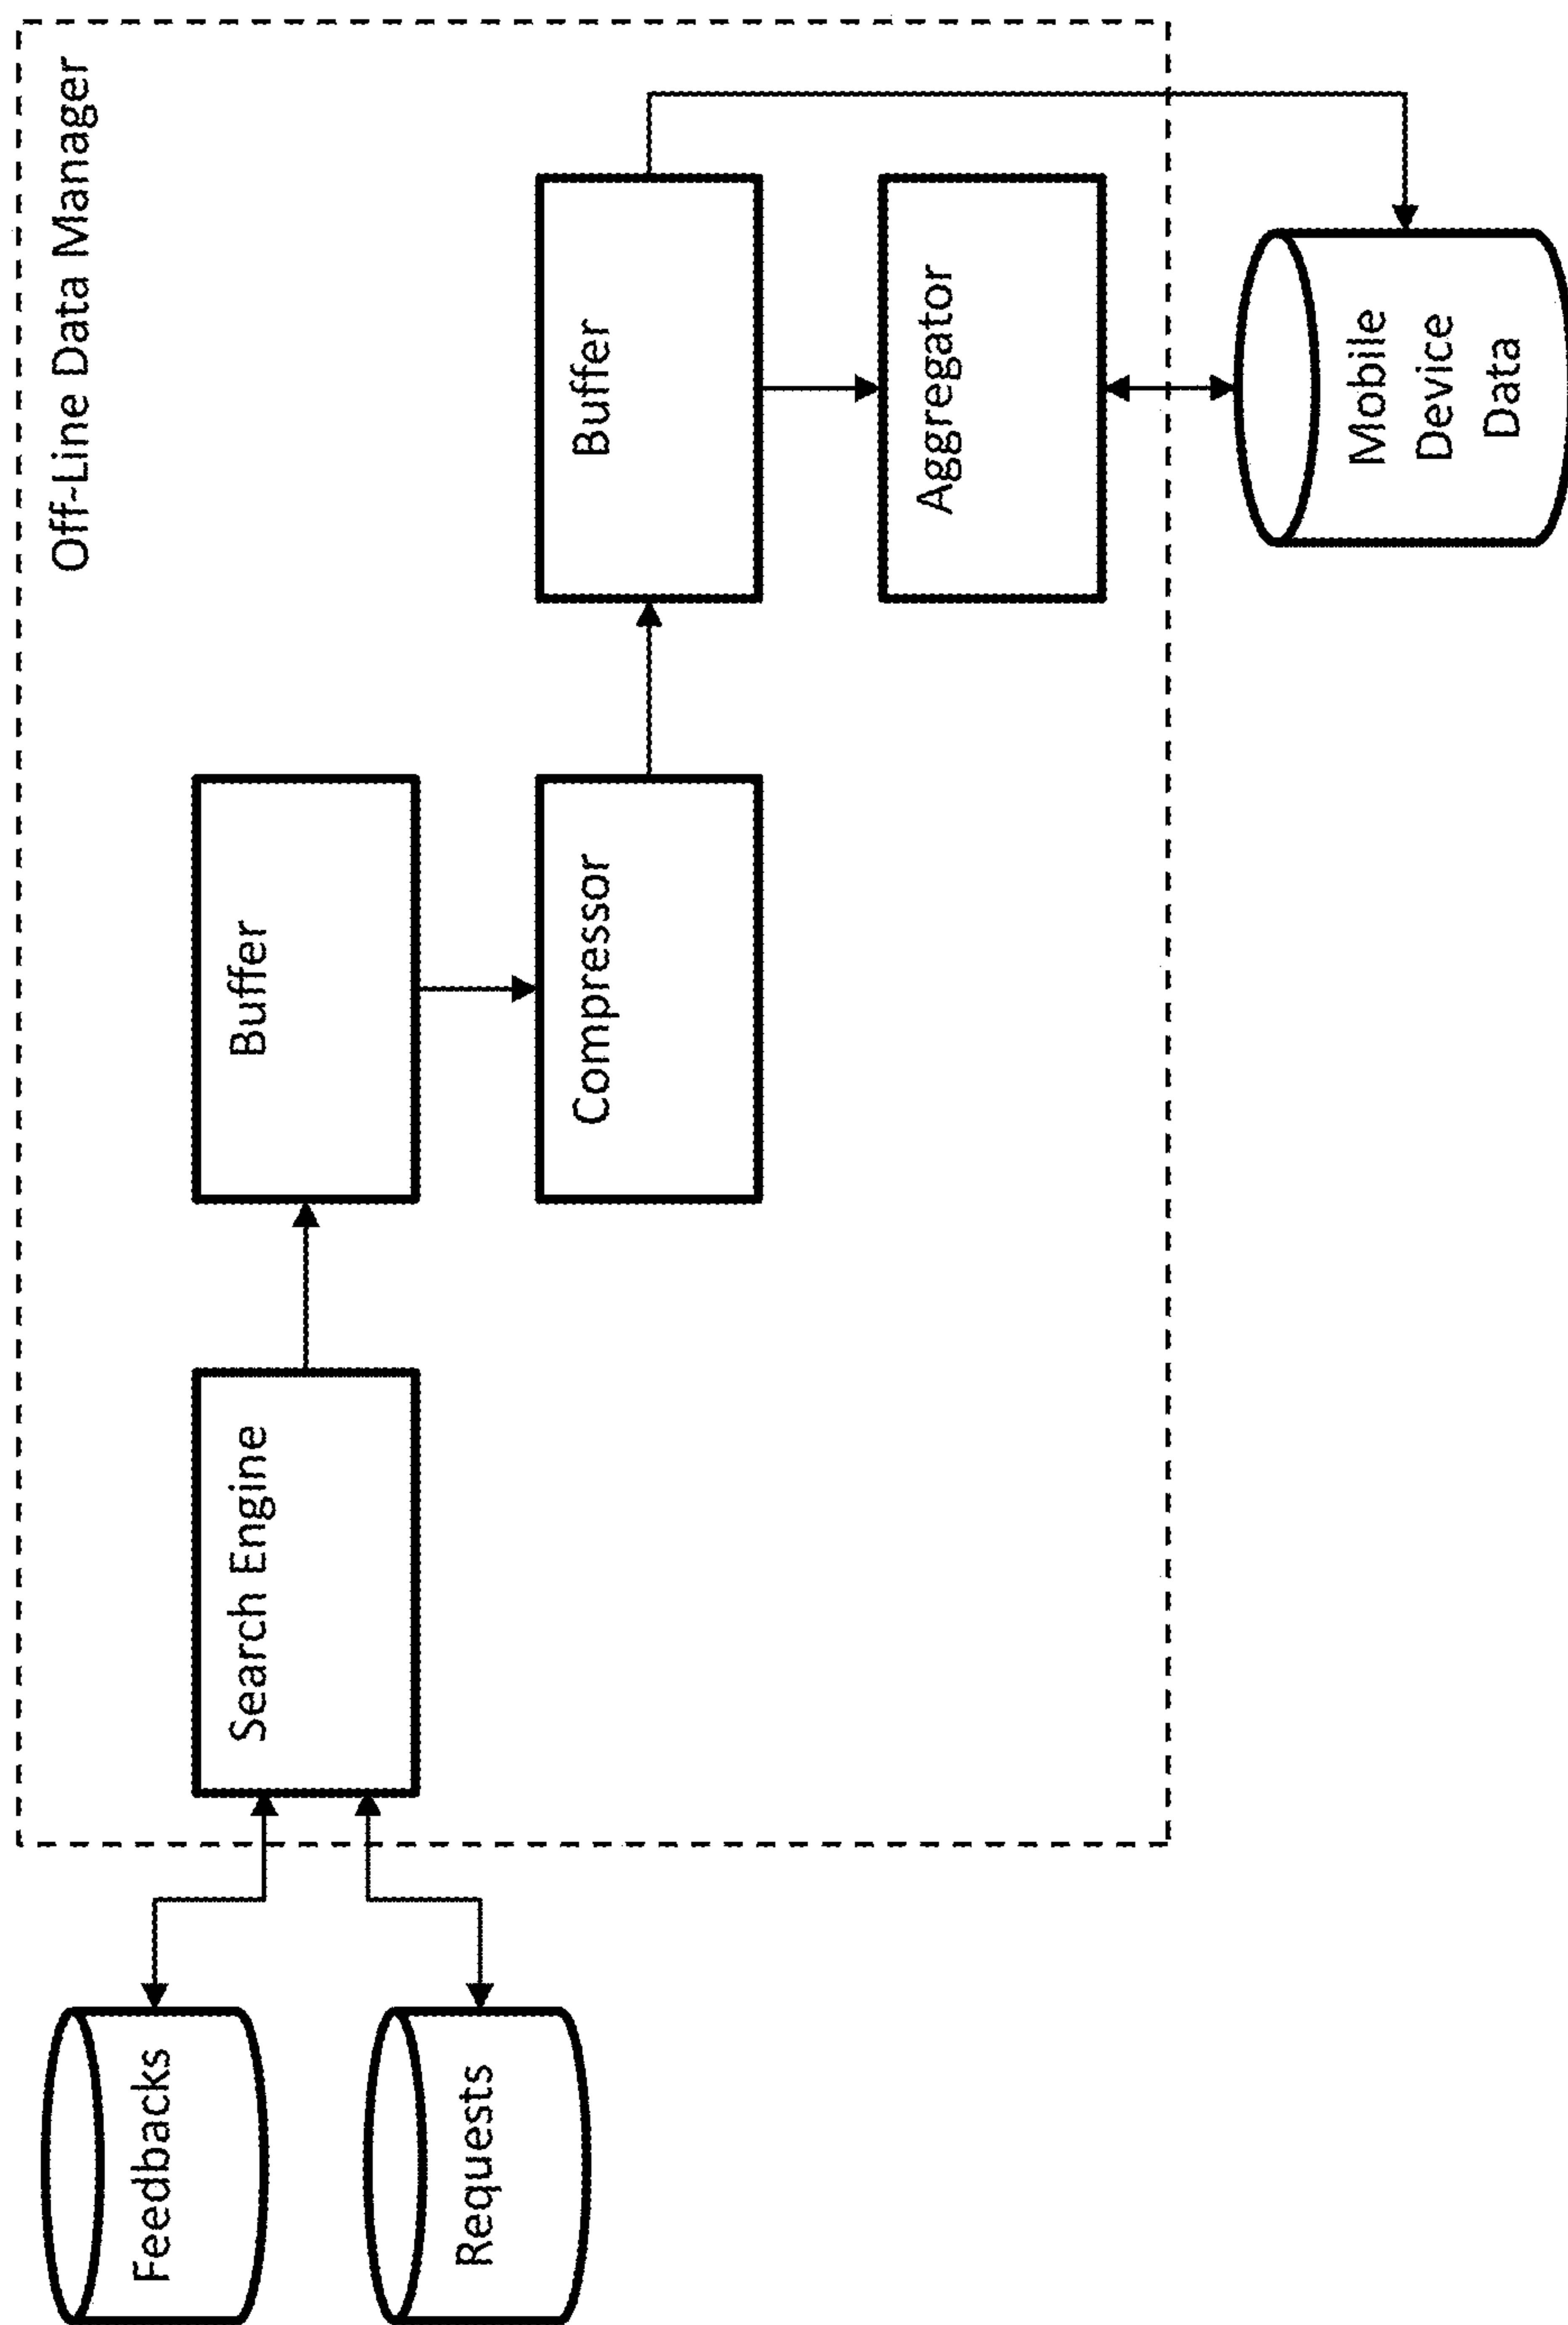 Off-Line Data Manager
Feedbacks
Requests
Search Engine
Buffer
Compressor
Buffer
Aggregator
Mobile
Device
Data